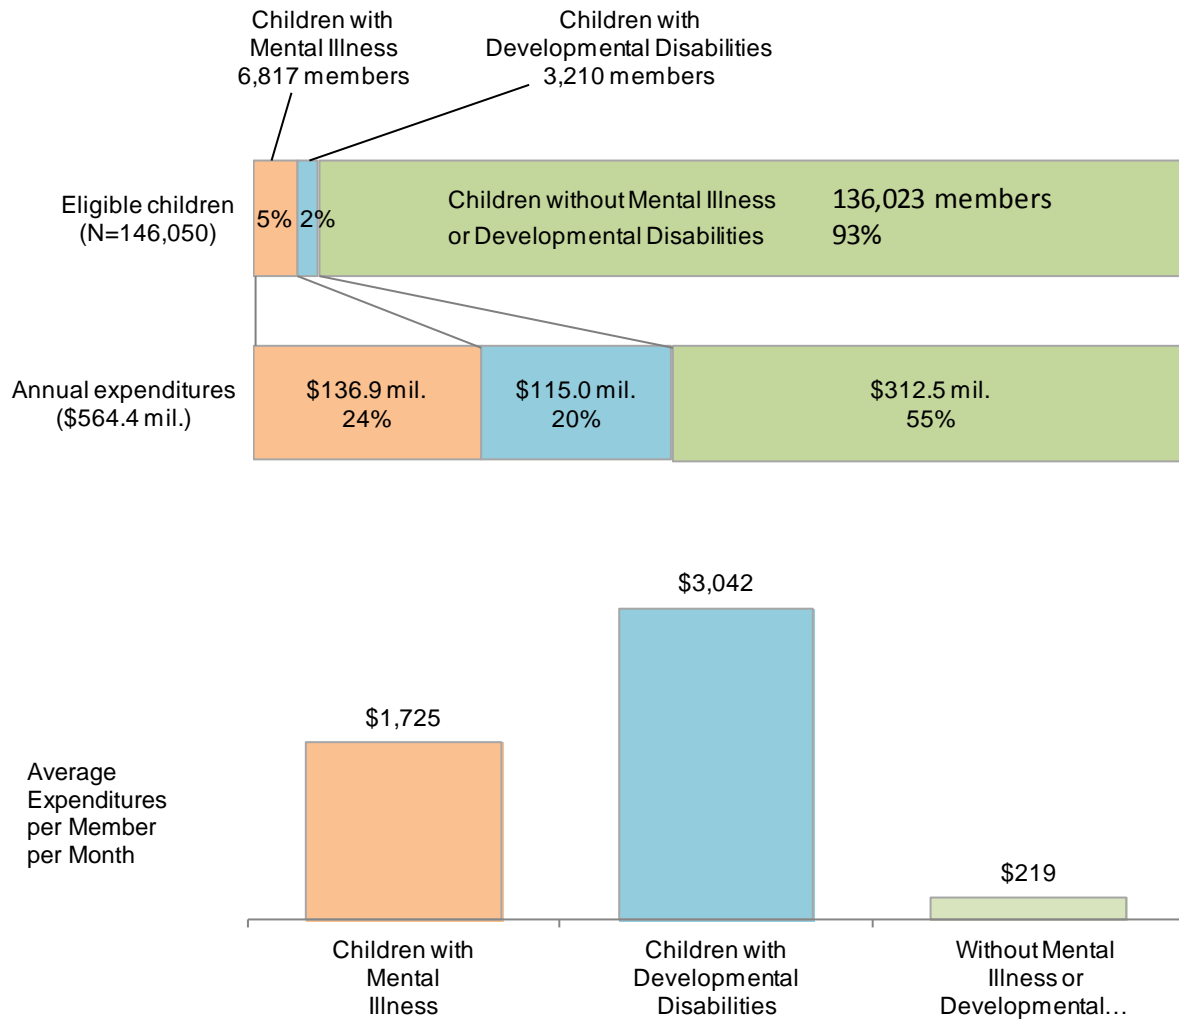 Children with
Mental Illness
6,817 members
Children with
Developmental Disabilities
3,210 members
Eligible children
(N=146,050)
5%
2%
Children without Mental Illness
or Developmental Disabilities
136,023 members
93%
Annual expenditures
($564.4 mil.)
$136.9 mil.
24%
$115.0 mil.
20%
$312.5 mil.
55%
Average
Expenditures
per Member
per Month
$1,725
$3,042
$219
Children with
Mental
Illness
Children with
Developmental
Disabilities
Without Mental
Illness or
Developmental...